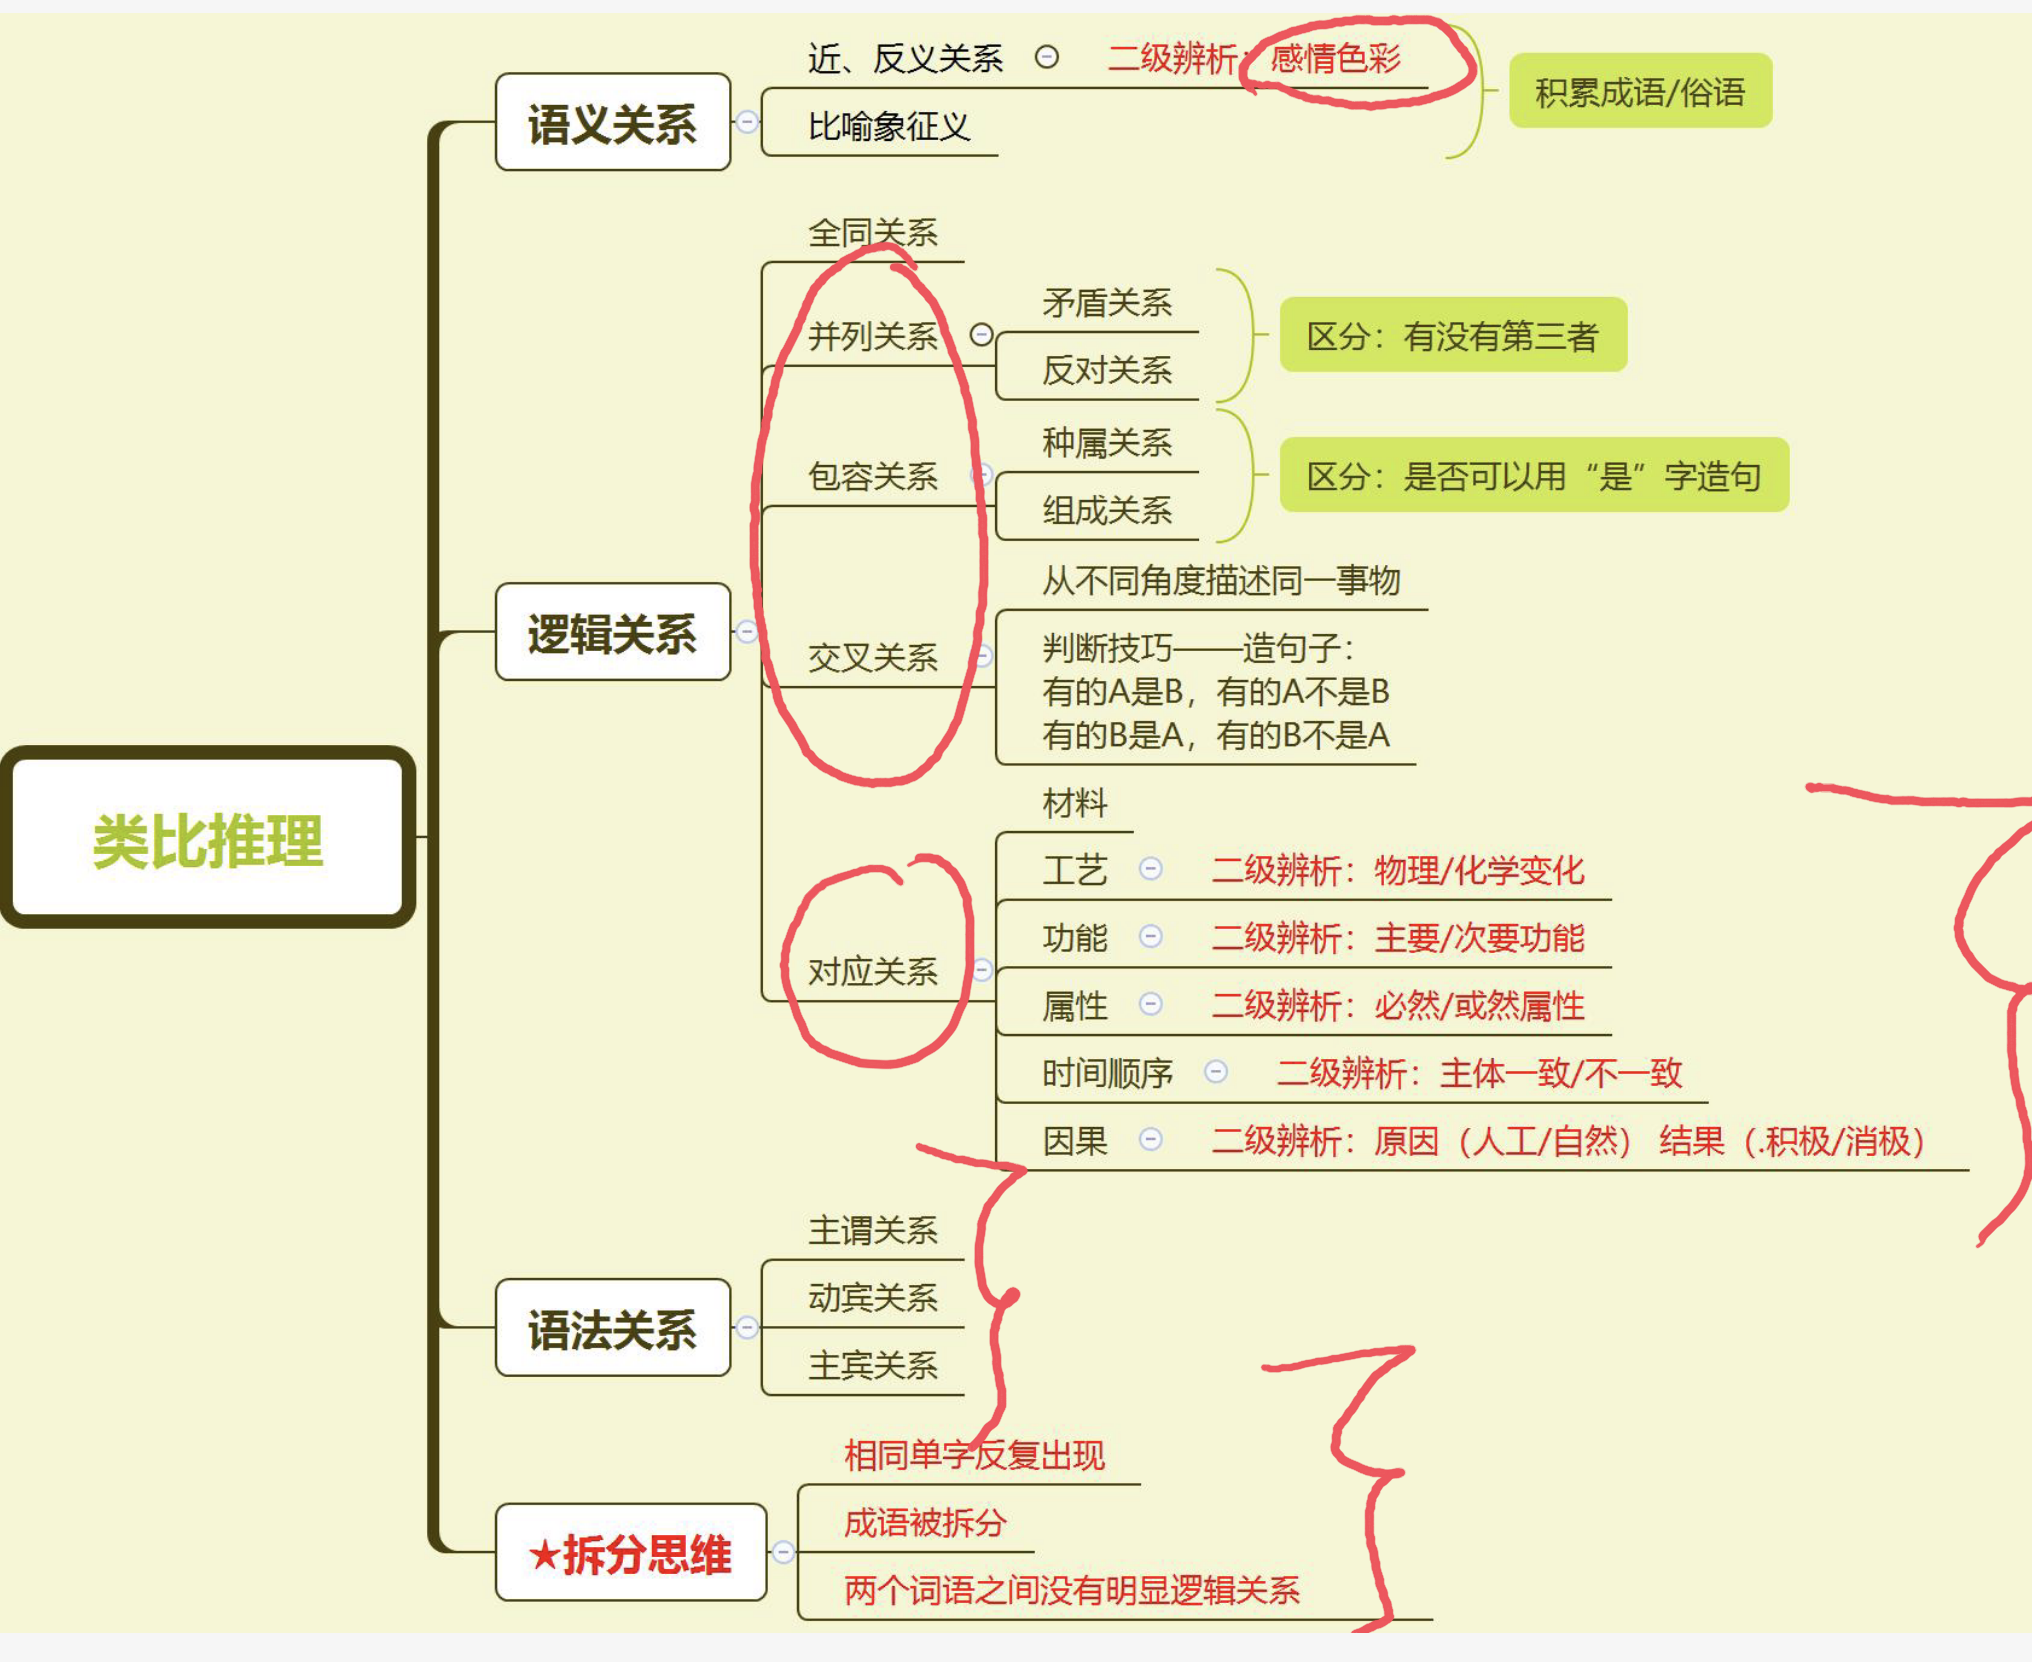 近、反义关系 二级辨析：感情色彩
语义关系
积累成语/俗语
比喻象征义
全同关系
矛盾关系
并列关系
区分：有没有第三者
反对关系
种属关系
包容关系
区分：是否可以用“是”字造句
组成关系
从不同角度描述同一事物
逻辑关系
交叉关系
判断技巧——造句子：
有的A是B，有的A不是B
有的B是A，有的B不是A
类比推理
材料
工艺 二级辨析：物理/化学变化
功能 二级辨析：主要/次要功能
对应关系
属性 二级辨析：必然/或然属性
时间顺序 二级辨析：主体一致/不一致
因果 二级辨析：原因（人工/自然） 结果（.积极/消极）
主谓关系
语法关系
动宾关系
主宾关系
相同单字反复出现
★拆分思维
成语被拆分
两个词语之间没有明显逻辑关系